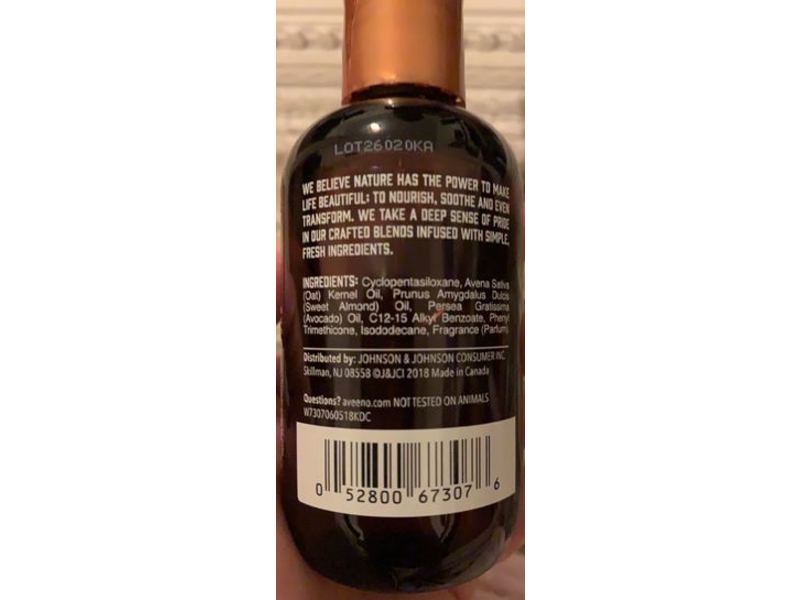 LOT26020KA
WE BELIEVE NATURE HAS THE POWER TO MAKE
LIFE BEAUTIFUL: TO NOURISH, SOOTHE AND EVEN
TRANSFORM. WE TAKE A DEEP SENSE OF PRIDE
IN OUR CRAFTED BLENDS INFUSED WITH SIMPLE,
FRESH INGREDIENTS.
INGREDIENTS: Cyclopentasiloxane, Avena Sativa
(Oat) Kernel Oil, Prunus Amygdalus Dulcis
(Sweet Almond) Oil, Persea Gratissima
(Avocado) Oil, C12-15 Alkyl Benzoate, Phenyl
Trimethicone, Isododecane, Fragrance (Parfum).
Distributed by: JOHNSON & JOHNSON CONSUMER INC.
Skillman, NJ 08558 ©J&JCI 2018 Made in Canada
Questions? aveeno.com NOT TESTED ON ANIMALS
W7307060518KDC
0 52800 67307 6